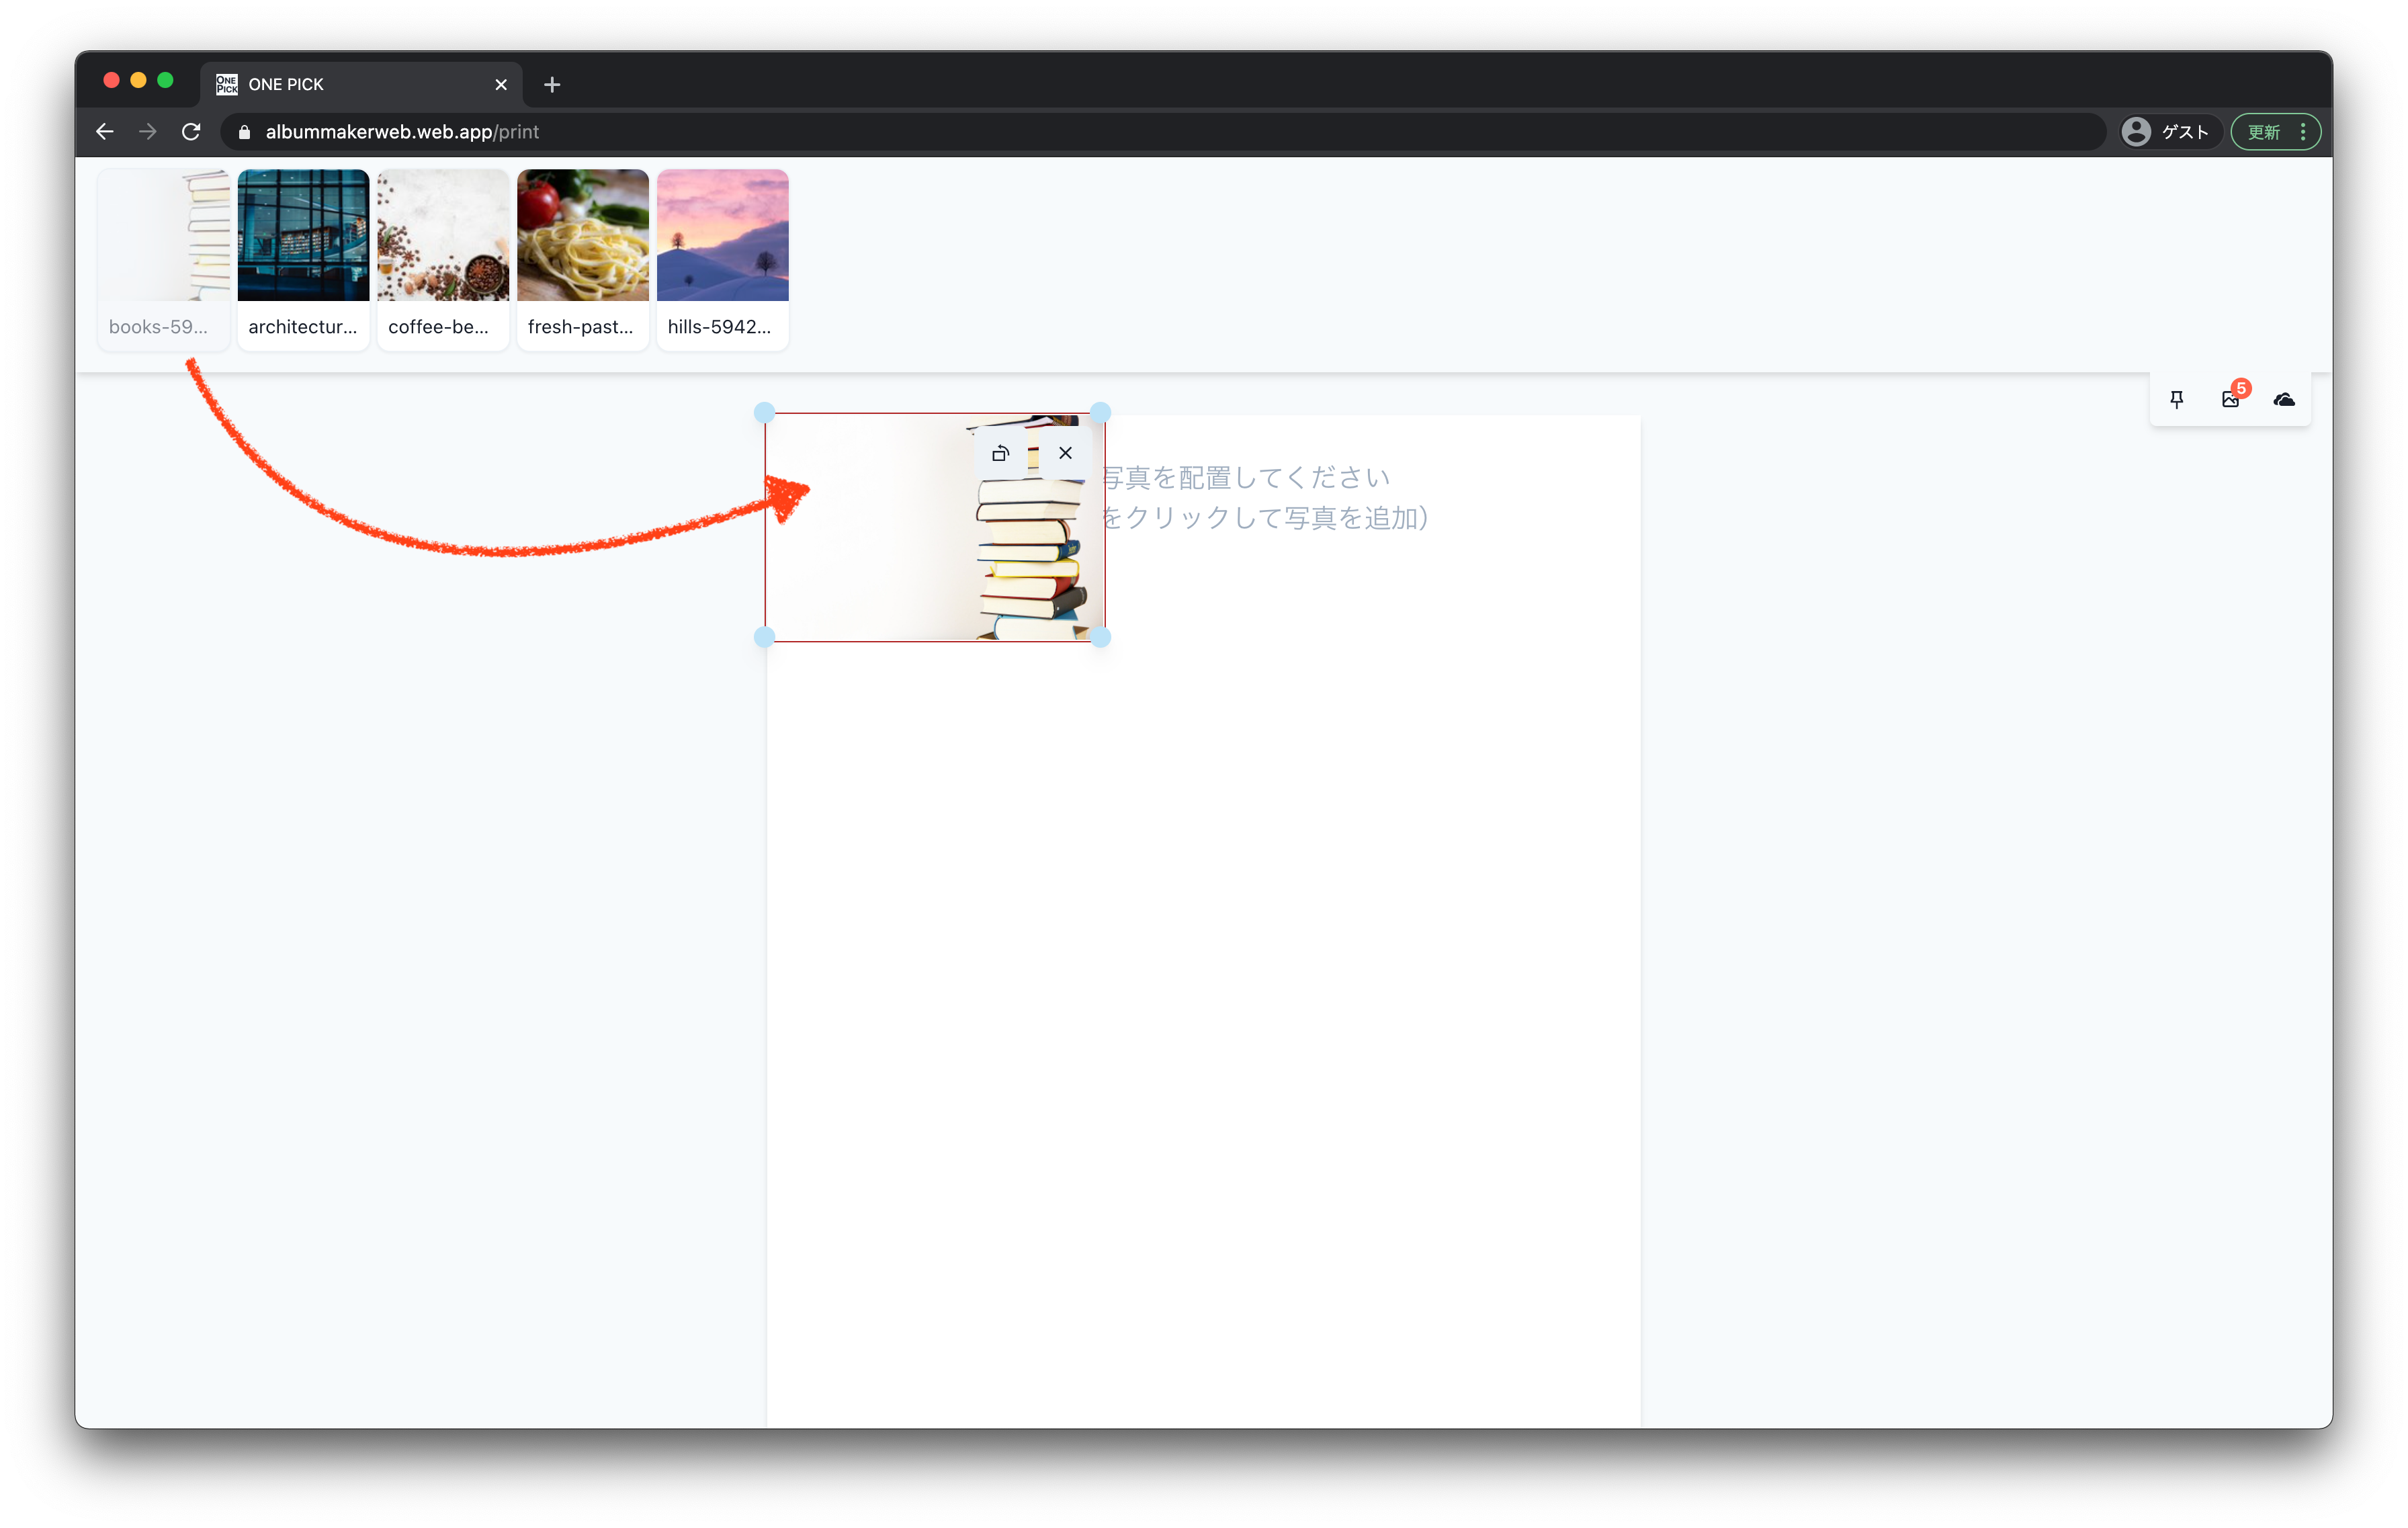 ONE PICK
ONE PICK
albummakerweb.web.app/print
ゲスト
更新
books-59...
architectur...
coffee-be...
fresh-past...
hills-5942...
5
写真を配置してください
をクリックして写真を追加）